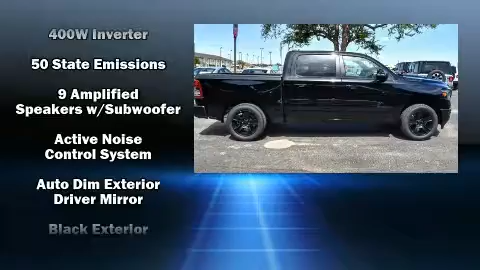 400W Inverter
50 State Emissions
9 Amplified
Speakers w/Subwoofer
Active Noise
Control System
Auto Dim Exterior
Driver Mirror
Black Exterior